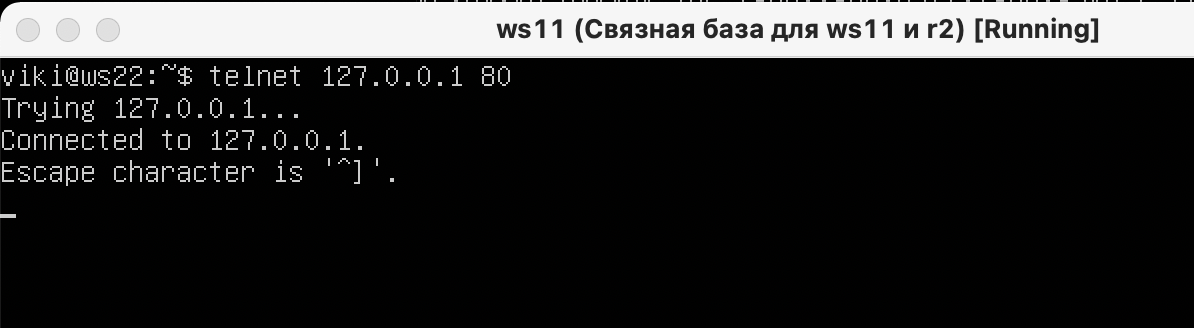 ws11 (Связная база для ws11 и r2) [Running]
viki@ws22:~$ telnet 127.0.0.1 80
Trying 127.0.0.1...
Connected to 127.0.0.1.
Escape character is '^]'.